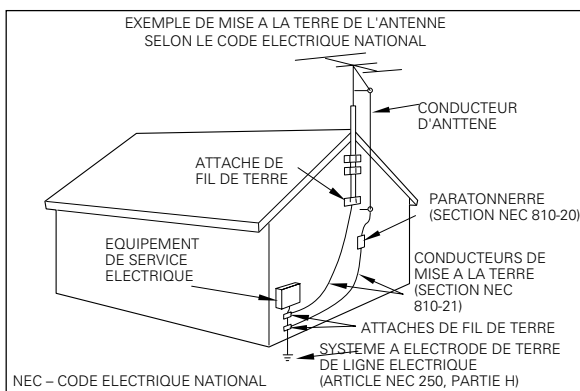 EXEMPLE DE MISE A LA TERRE DE L'ANTENNE
SELON LE CODE ELECTRIQUE NATIONAL
CONDUCTEUR
D'ANTTENE
ATTACHE DE
FIL DE TERRE
PARATONNERRE
(SECTION NEC 810-20)
EQUIPEMENT
DE SERVICE
ELECTRIQUE
CONDUCTEURS DE
MISE A LA TERRE
(SECTION NEC
810-21)
ATTACHES DE FIL DE TERRE
SYSTEME A ELECTRODE DE TERRE
DE LIGNE ELECTRIQUE
(ARTICLE NEC 250, PARTIE H)
NEC – CODE ELECTRIQUE NATIONAL